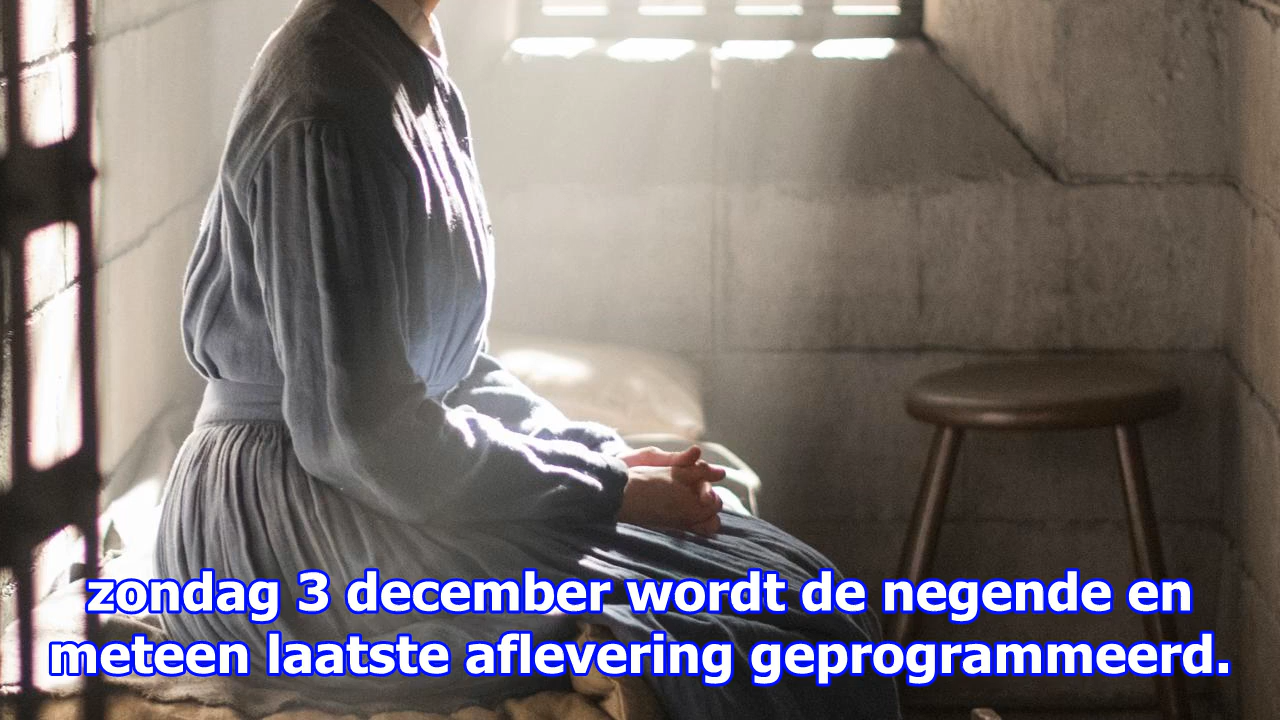 zondag 3 december wordt de negende en
meteen laatste aflevering geprogrammeerd.